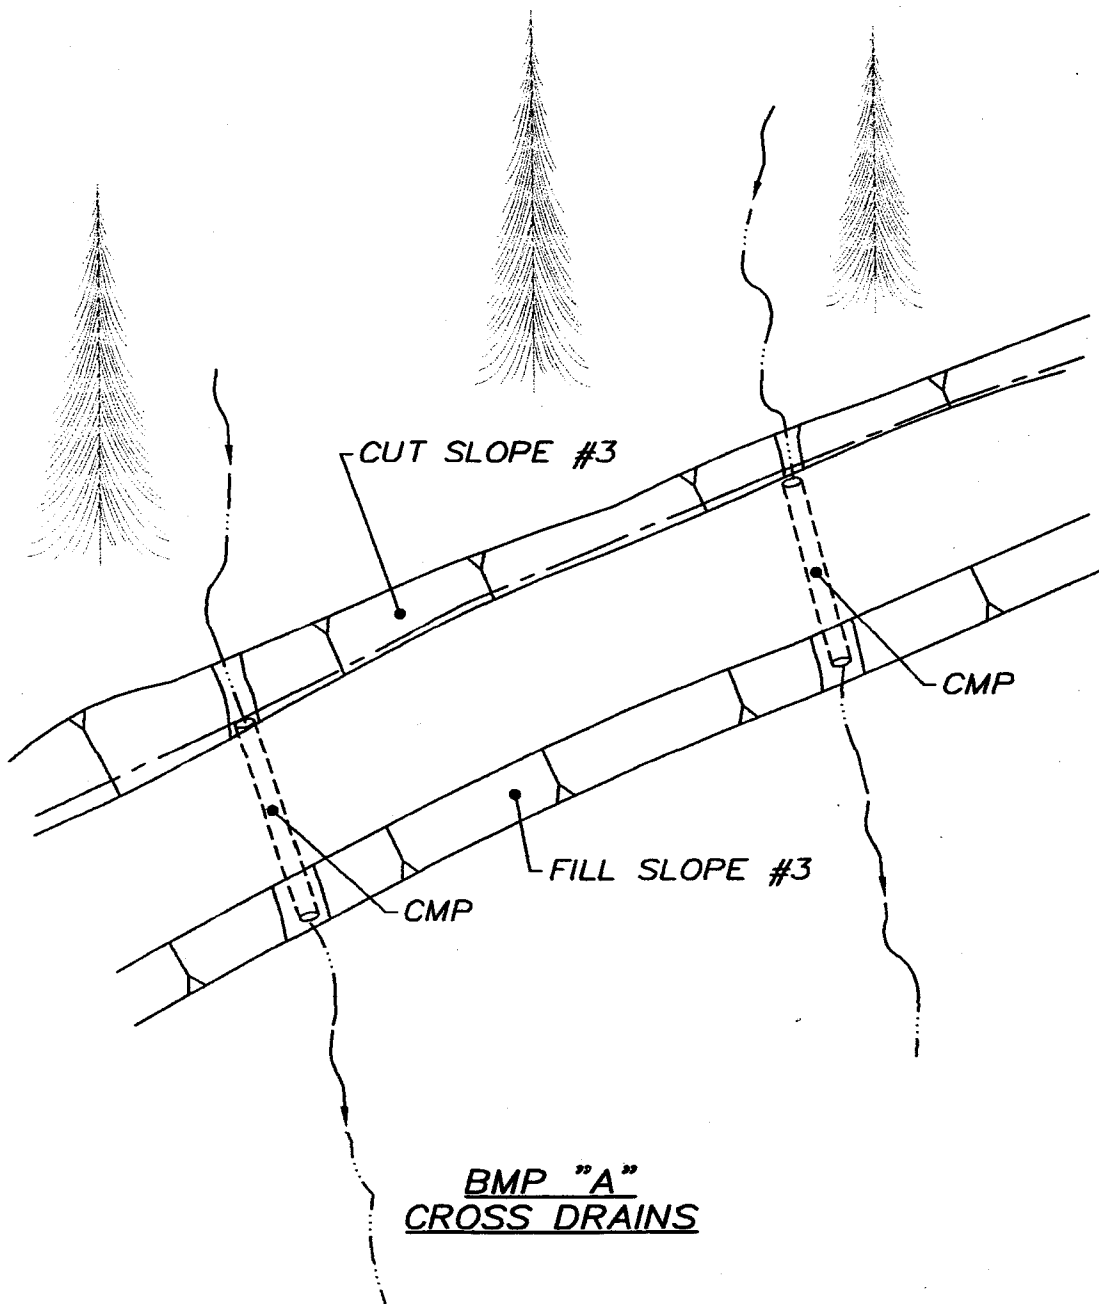 CUT SLOPE #3
CMP
FILL SLOPE #3
CMP
BMP "A"
CROSS DRAINS